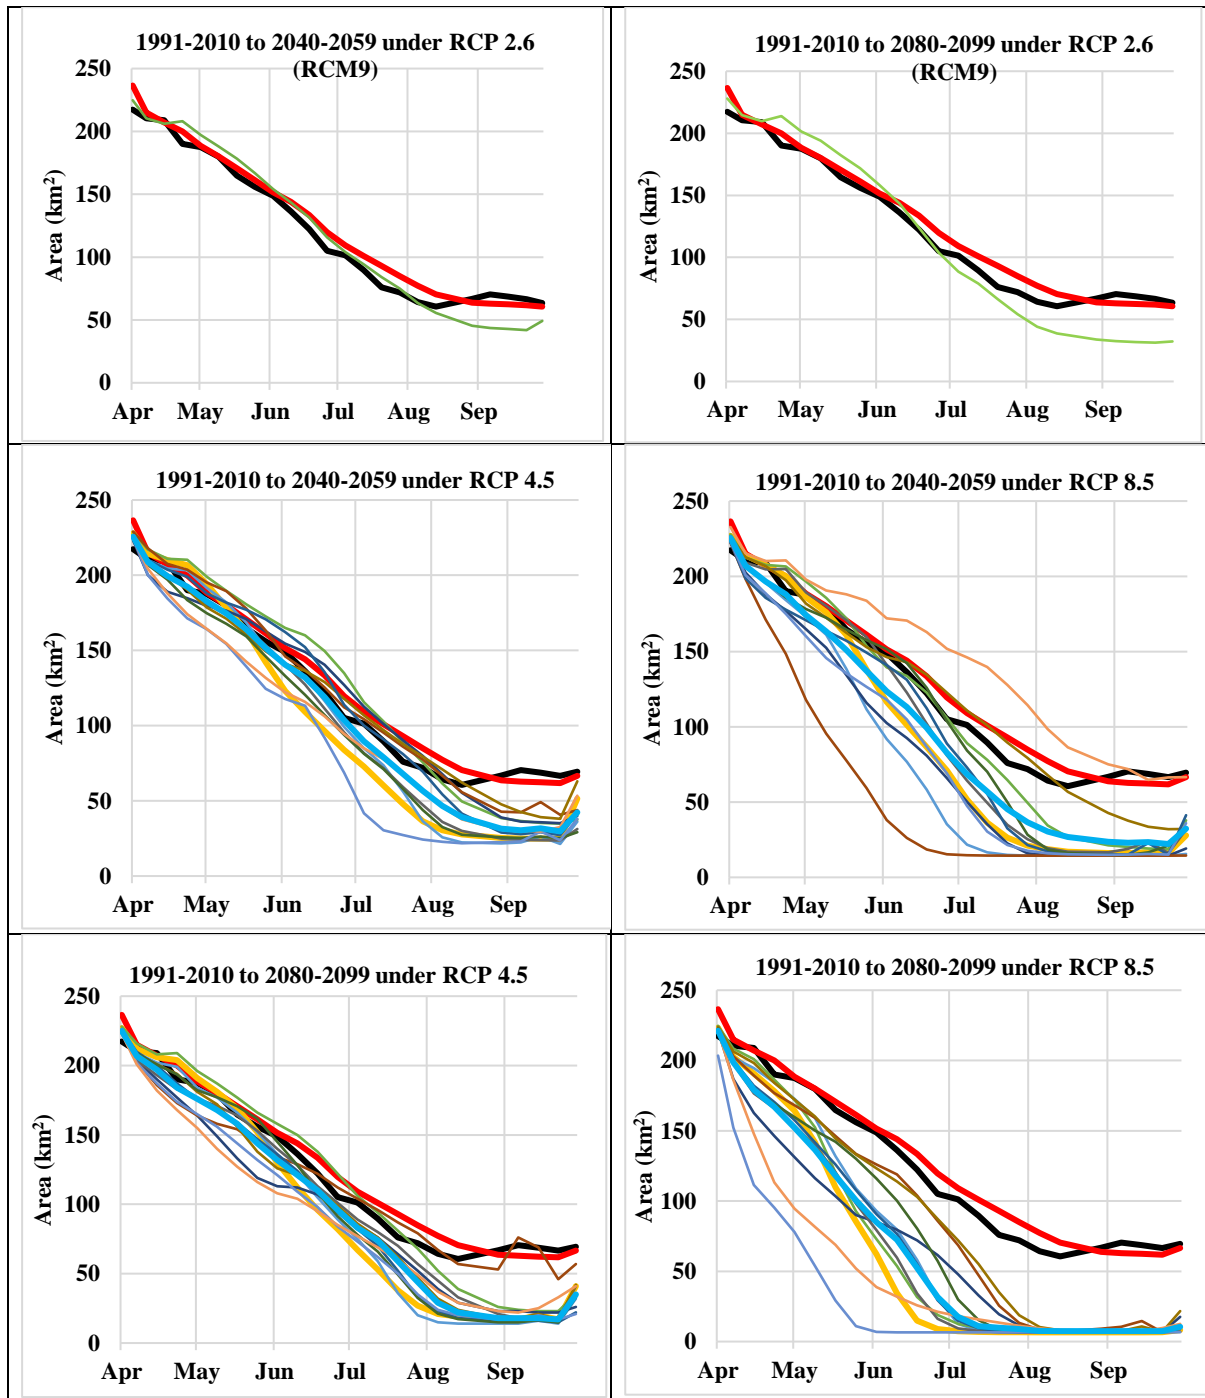 1991-2010 to 2040-2059 under RCP 2.6
(RCM9)
250
200
150
100
50
0
Area (km²)
Apr May Jun Jul Aug Sep
1991-2010 to 2080-2099 under RCP 2.6
(RCM9)
250
200
150
100
50
0
Area (km²)
Apr May Jun Jul Aug Sep
1991-2010 to 2040-2059 under RCP 4.5
250
200
150
100
50
0
Area (km²)
Apr May Jun Jul Aug Sep
1991-2010 to 2040-2059 under RCP 8.5
250
200
150
100
50
0
Area (km²)
Apr May Jun Jul Aug Sep
1991-2010 to 2080-2099 under RCP 4.5
250
200
150
100
50
0
Area (km²)
Apr May Jun Jul Aug Sep
1991-2010 to 2080-2099 under RCP 8.5
250
200
150
100
50
0
Area (km²)
Apr May Jun Jul Aug Sep